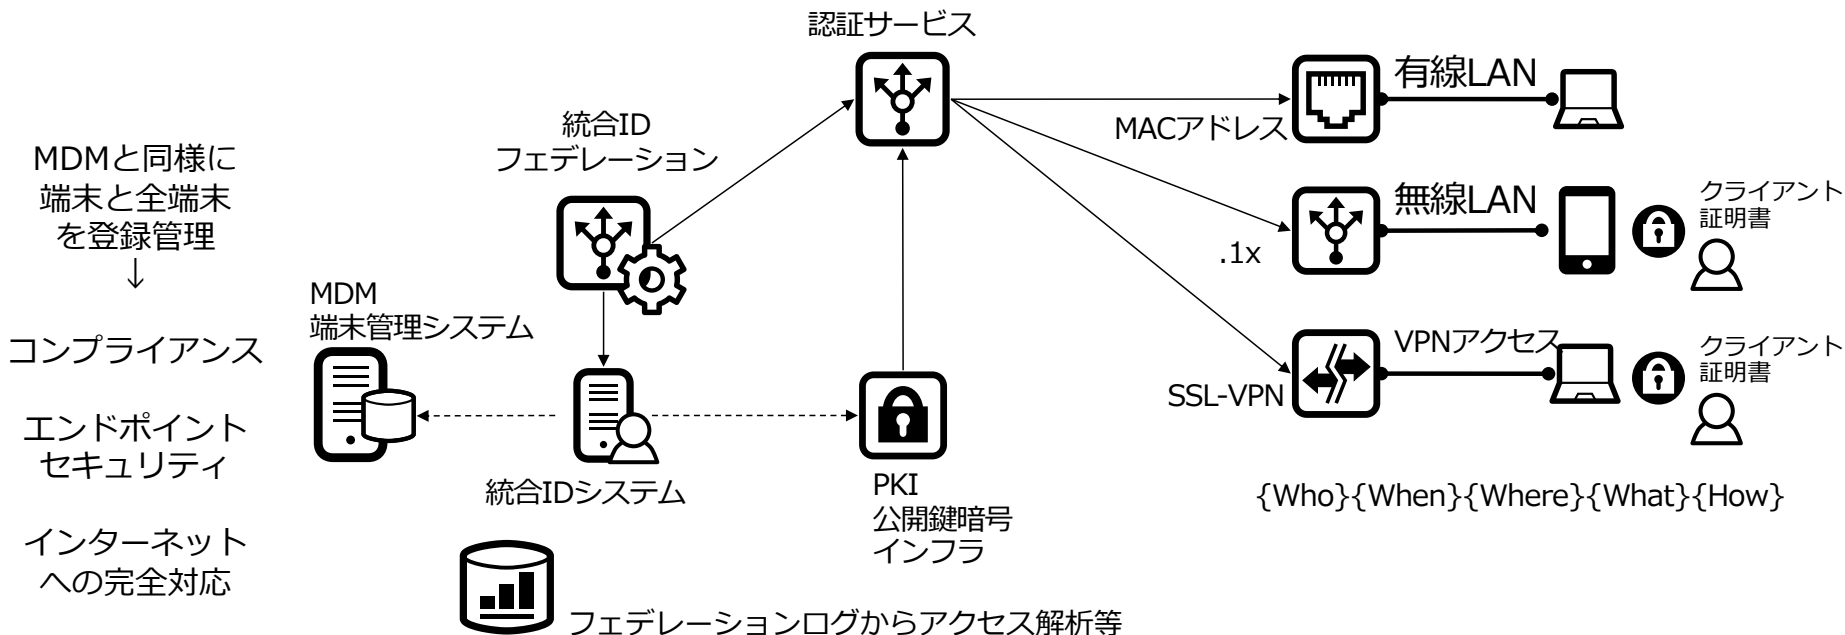 認証サービス
統合ID
フェデレーション
MDMと同様に
端末と全端末
を登録管理
↓
コンプライアンス
エンドポイント
セキュリティ
インターネット
への完全対応
MDM
端末管理システム
統合IDシステム
PKI
公開鍵暗号
インフラ
フェデレーションログからアクセス解析等
有線LAN
MACアドレス
無線LAN
.1x
クライアント
証明書
VPNアクセス
SSL-VPN
クライアント
証明書
{Who}{When}{Where}{What}{How}